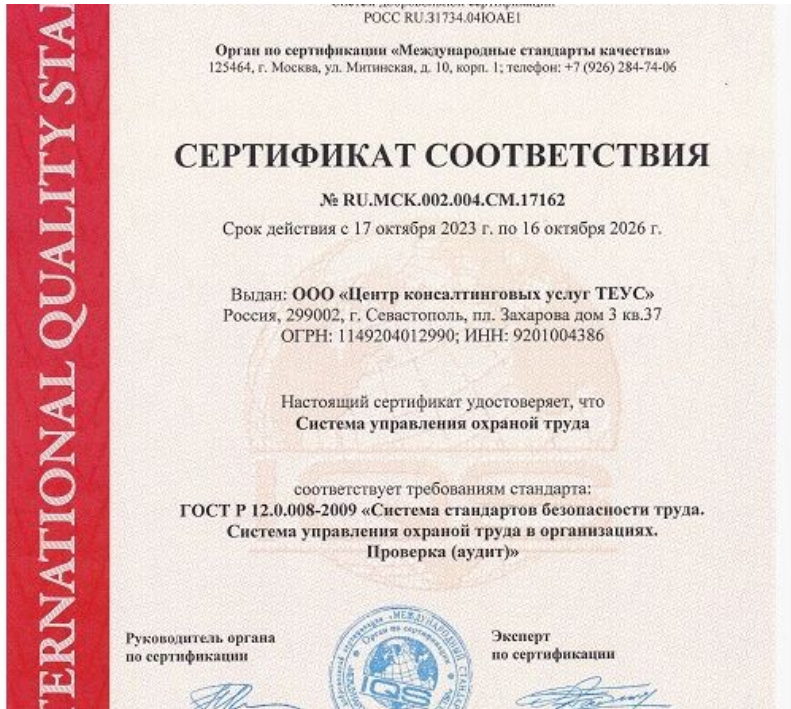 РОСС RU.31734.04ЮАЕ1
Орган по сертификации «Международные стандарты качества»
125464, г. Москва, ул. Митинская, д. 10, корп. 1; телефон: +7 (926) 284-74-06
СЕРТИФИКАТ СООТВЕТСТВИЯ
№ RU.МСК.002.004.СМ.17162
Срок действия с 17 октября 2023 г. по 16 октября 2026 г.
Выдан: ООО «Центр консалтинговых услуг ТЕУС»
Россия, 299002, г. Севастополь, пл. Захарова дом 3 кв.37
ОГРН: 1149204012990; ИНН: 9201004386
Настоящий сертификат удостоверяет, что
Система управления охраной труда
соответствует требованиям стандарта:
ГОСТ Р 12.0.008-2009 «Система стандартов безопасности труда.
Система управления охраной труда в организациях.
Проверка (аудит)»
Руководитель органа
по сертификации
Эксперт
по сертификации
IQS
QUALITY